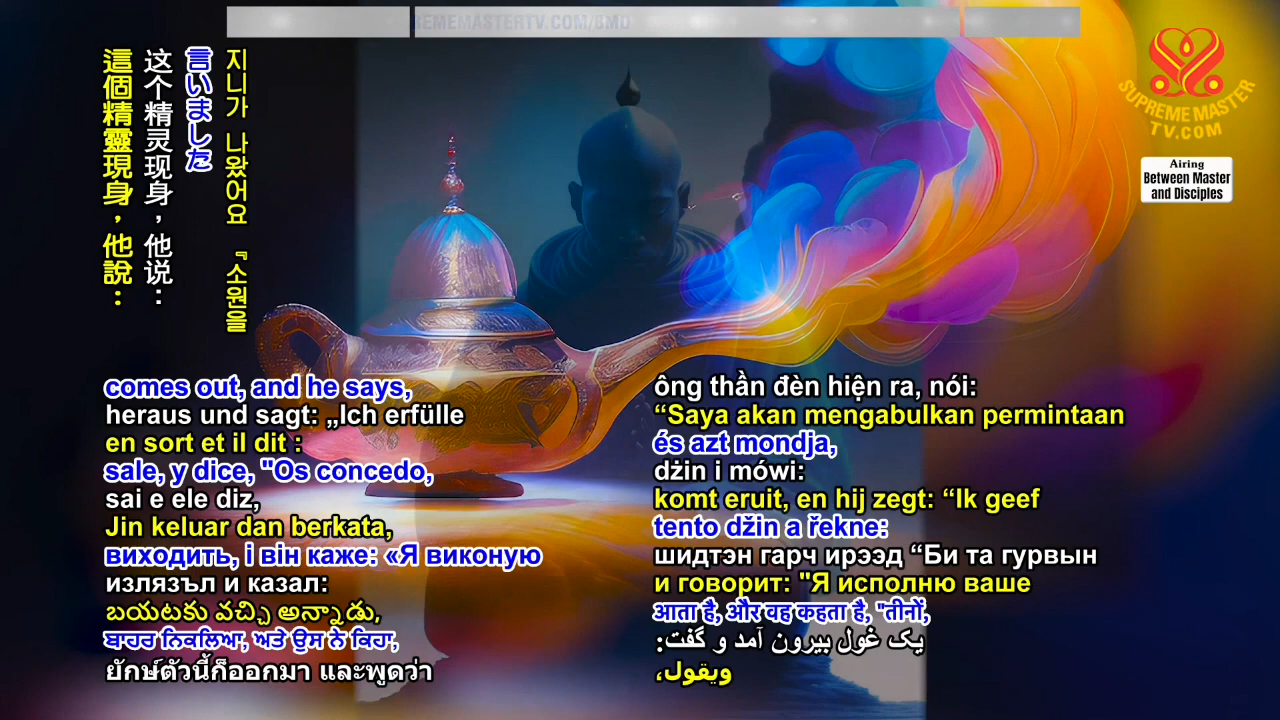 REMEMASTERTV.COM/BMD
SUPREME MASTER
TV.COM
Airing
Between Master
and Disciples
這個精靈現身，他說：
这个精灵现身，他说：
言いました
지니가 나왔어요 『소원을
comes out, and he says,
heraus und sagt: „Ich erfülle
en sort et il dit :
sale, y dice, "Os concedo,
sai e ele diz,
Jin keluar dan berkata,
виходить, і він каже: «Я виконую
излязъл и казал:
బయటకు వచ్చి అన్నాడు,
ਬਾਹਰ ਨਿਕਲਿਆ, ਅਤੇ ਉਸ ਨੇ ਕਿਹਾ,
ยักษ์ตัวนี้ก็ออกมา และพูดว่า
ông thần đèn hiện ra, nói:
“Saya akan mengabulkan permintaan
és azt mondja,
dżin i mówi:
komt eruit, en hij zegt: “Ik geef
tento džin a řekne:
шидтэн гарч ирээд “Би та гурвын
и говорит: "Я исполню ваше
आता है, और वह कहता है, "तीनों,
یک غول بیرون آمد و گفت:
ويقول،